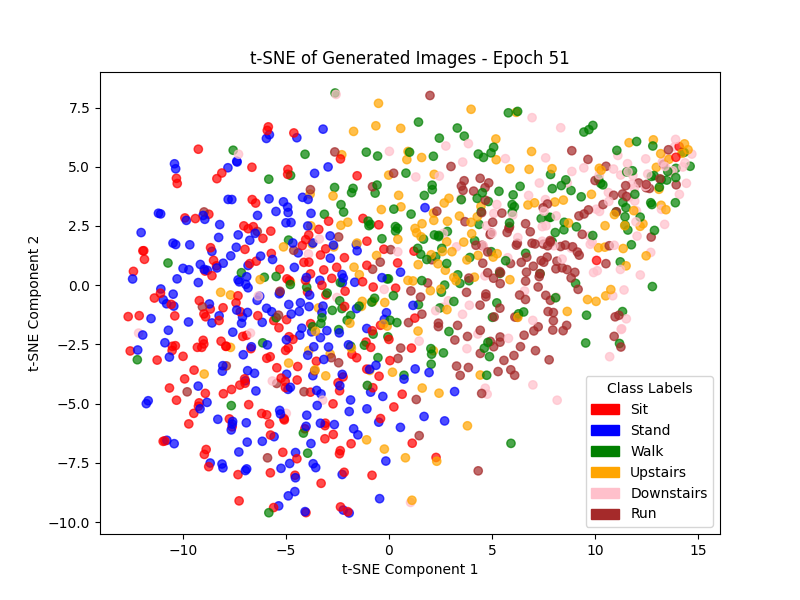 t-SNE of Generated Images - Epoch 51
t-SNE Component 2
7.5
5.0
2.5
0.0
−2.5
−5.0
−7.5
−10.0
Class Labels
Sit
Stand
Walk
Upstairs
Downstairs
Run
−10
−5
0
5
10
15
t-SNE Component 1